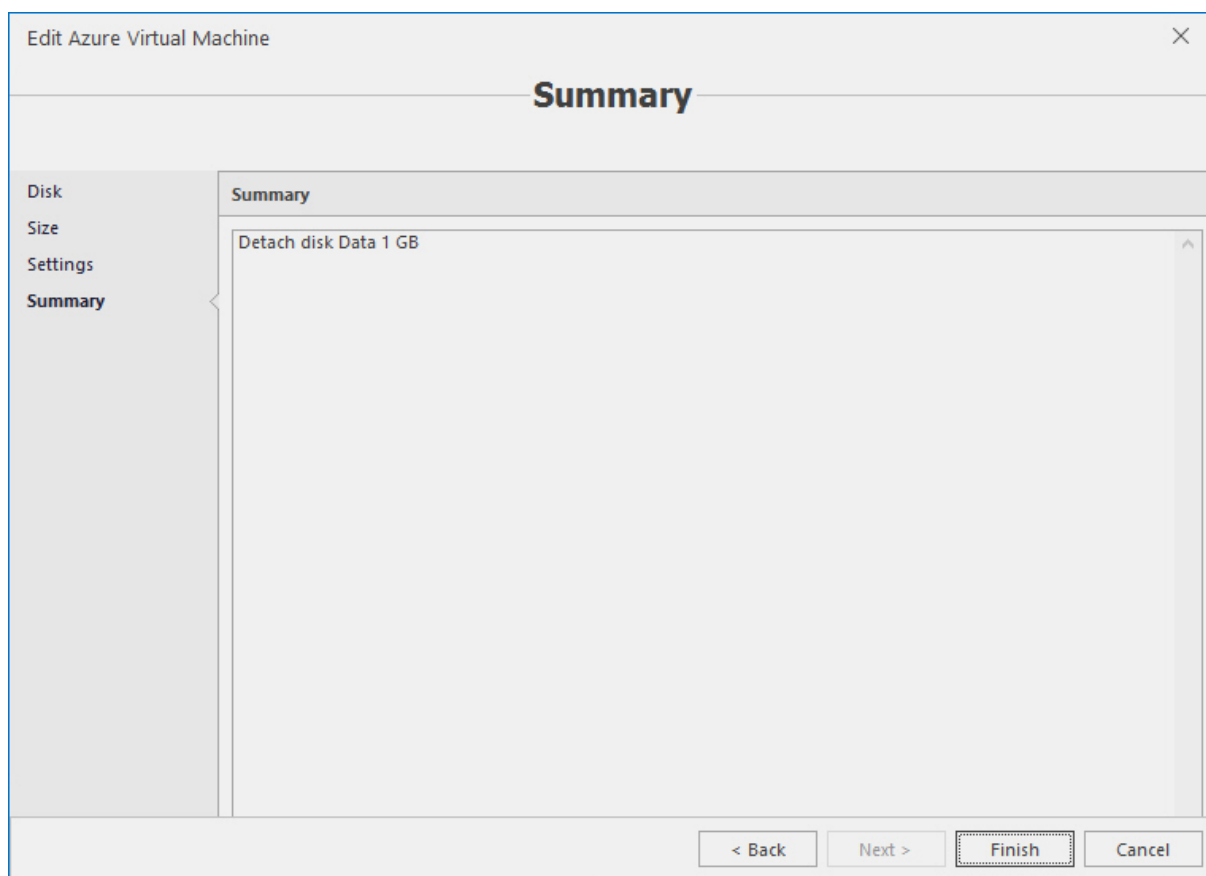 Edit Azure Virtual Machine
Summary
Disk
Size
Settings
Summary
Summary
Detach disk Data 1 GB
< Back
Next >
Finish
Cancel